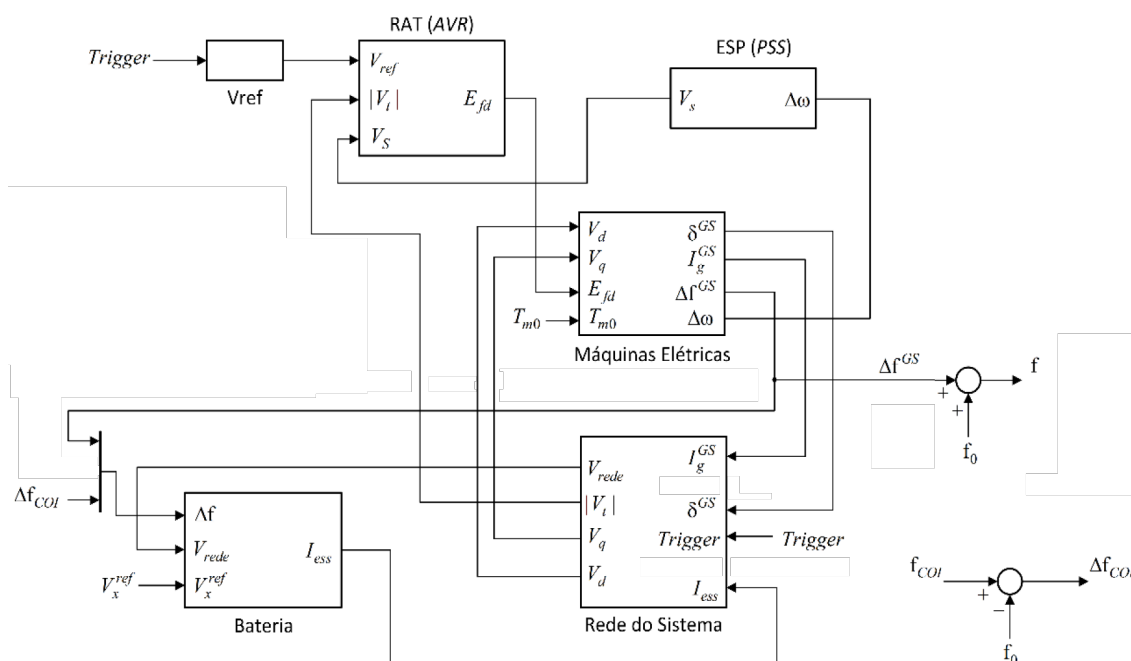 RAT (AVR)
Trigger
Vref
V_ref
|V_t|
V_S
E_fd
ESP (PSS)
V_s
Δω
V_d
V_q
E_fd
T_m0
T_m0
δ^GS
I_g^GS
Δf^GS
Δω
Máquinas Elétricas
Δf^GS
f
+
+
f_0
Δf_COI
Δf
V_rede
V_x^ref
V_x^ref
I_ess
Bateria
V_rede
|V_t|
V_q
V_d
I_g^GS
δ^GS
Trigger
Trigger
I_ess
Rede do Sistema
f_COI
+
−
Δf_CO
f_0